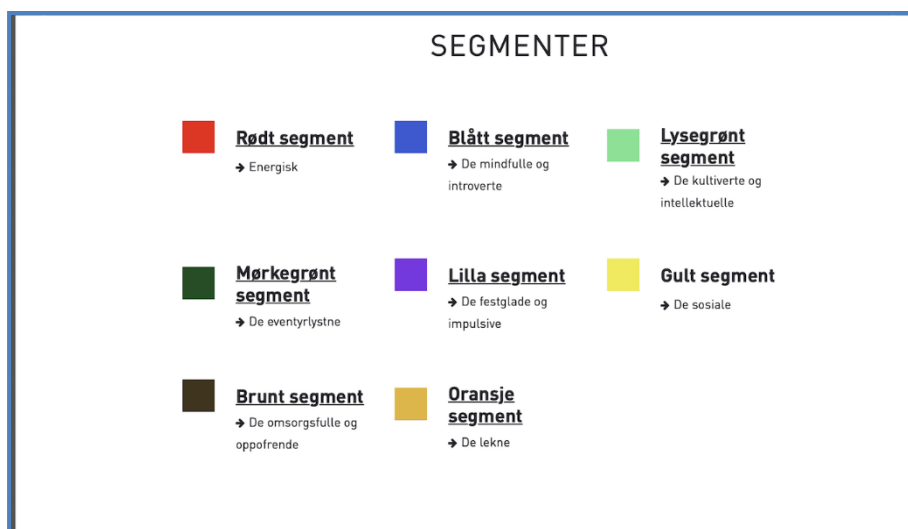 SEGMENTER
Rødt segment
→ Energisk
Blått segment
→ De mindfulle og
introverte
Lysegrønt
segment
→ De kultiverte og
intellektuelle
Mørkegrønt
segment
→ De eventyrlystne
Lilla segment
→ De festglade og
impulsive
Gult segment
→ De sosiale
Brunt segment
→ De omsorgsfulle og
oppofrende
Oransje
segment
→ De lekne